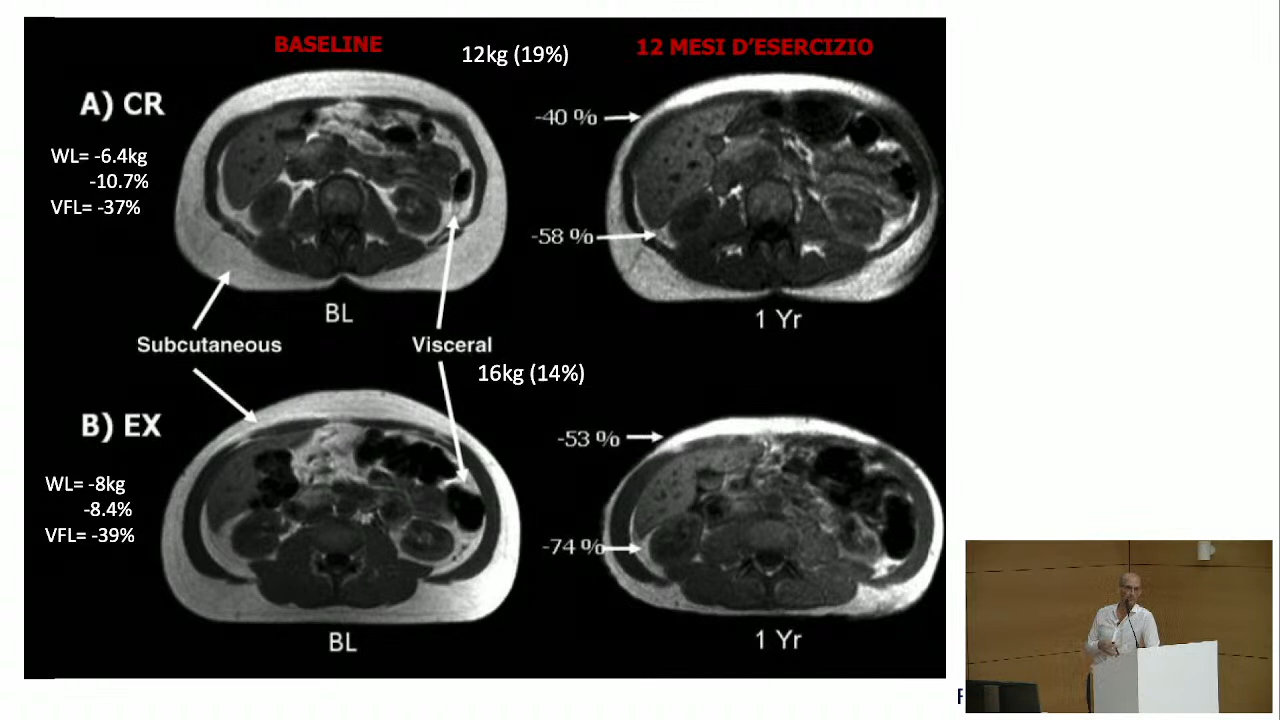 BASELINE
12kg (19%)
12 MESI D'ESERCIZIO
A) CR
-40 %
WL= -6.4kg
-10.7%
VFL= -37%
-58 %
BL
1 Yr
Subcutaneous
Visceral
16kg (14%)
B) EX
-53 %
WL= -8kg
-8.4%
VFL= -39%
-74 %
BL
1 Yr
F